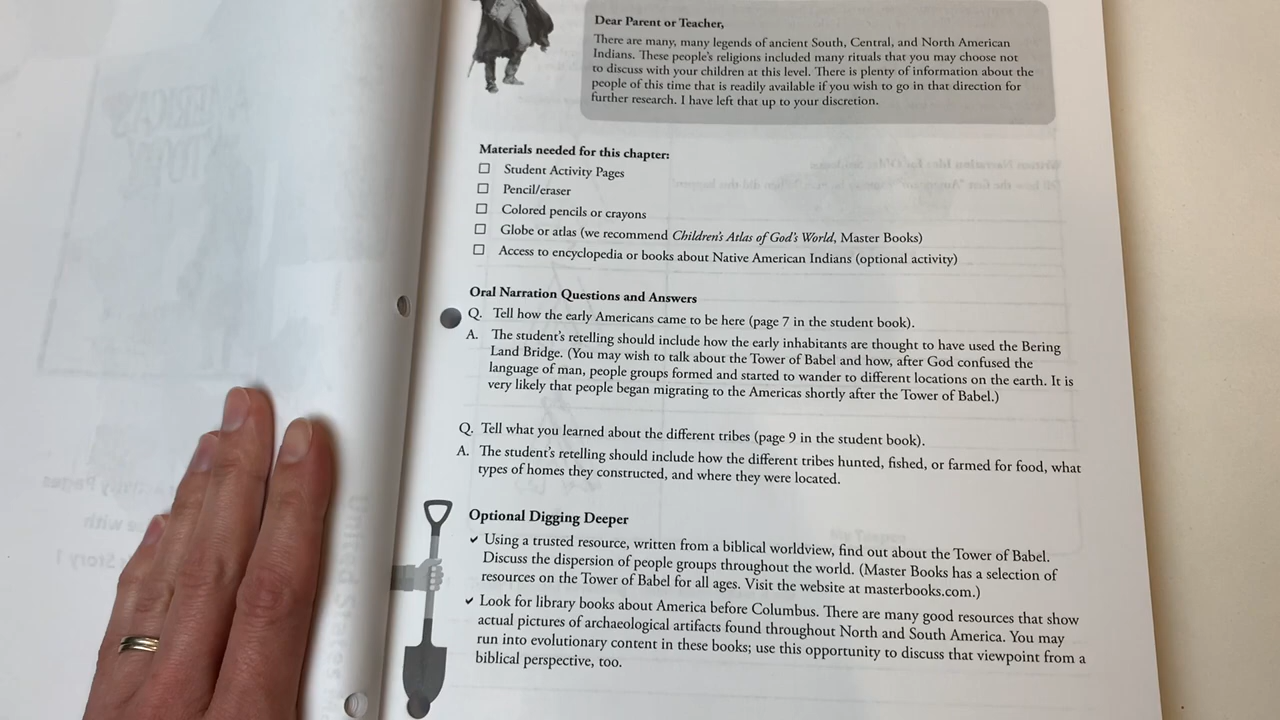 Dear Parent or Teacher,
There are many, many legends of ancient South, Central, and North American
Indians. These people's religions included many rituals that you may choose not
to discuss with your children at this level. There is plenty of information about the
people of this time that is readily available if you wish to go in that direction for
further research. I have left that up to your discretion.
Materials needed for this chapter:
Student Activity Pages
Pencil/eraser
Colored pencils or crayons
Globe or atlas (we recommend Children's Atlas of God's World, Master Books)
Access to encyclopedia or books about Native American Indians (optional activity)
Oral Narration Questions and Answers
Q. Tell how the early Americans came to be here (page 7 in the student book).
A. The student's retelling should include how the early inhabitants are thought to have used the Bering
Land Bridge. (You may wish to talk about the Tower of Babel and how, after God confused the
language of man, people groups formed and started to wander to different locations on the earth. It is
very likely that people began migrating to the Americas shortly after the Tower of Babel.)
Q. Tell what you learned about the different tribes (page 9 in the student book).
A. The student's retelling should include how the different tribes hunted, fished, or farmed for food, what
types of homes they constructed, and where they were located.
Optional Digging Deeper
✓ Using a trusted resource, written from a biblical worldview, find out about the Tower of Babel.
Discuss the dispersion of people groups throughout the world. (Master Books has a selection of
resources on the Tower of Babel for all ages. Visit the website at masterbooks.com.)
✓ Look for library books about America before Columbus. There are many good resources that show
actual pictures of archaeological artifacts found throughout North and South America. You may
run into evolutionary content in these books; use this opportunity to discuss that viewpoint from a
biblical perspective, too.